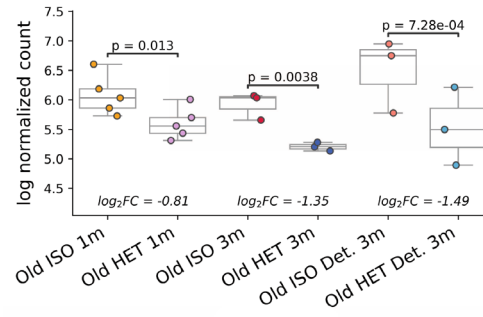 log normalized count
7.5
7.0
6.5
6.0
5.5
5.0
4.5
p = 0.013
p = 0.0038
p = 7.28e-04
log₂FC = -0.81
log₂FC = -1.35
log₂FC = -1.49
Old ISO 1m
Old HET 1m
Old ISO 3m
Old HET 3m
Old ISO Det. 3m
Old HET Det. 3m